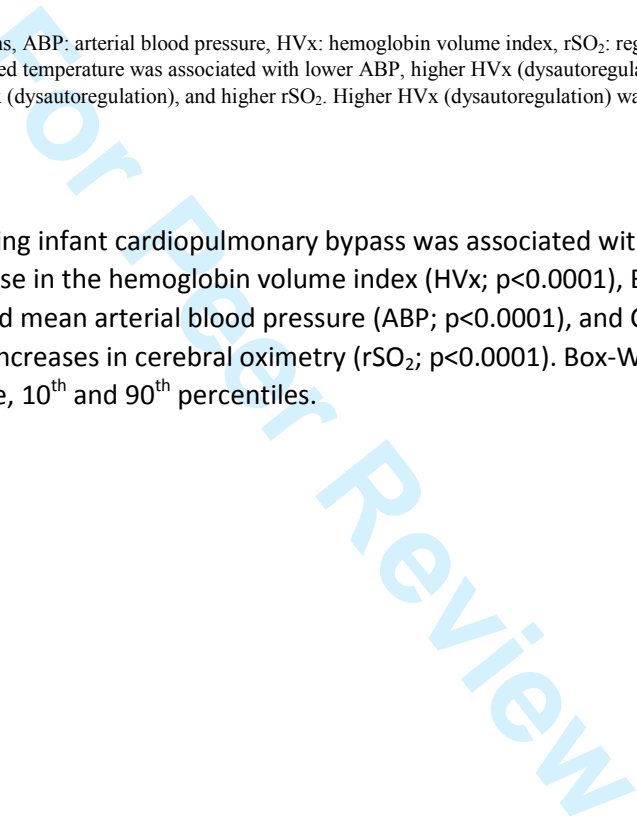 ns, ABP: arterial blood pressure, HVx: hemoglobin volume index, rSO₂: reg
ed temperature was associated with lower ABP, higher HVx (dysautoregula
x (dysautoregulation), and higher rSO₂. Higher HVx (dysautoregulation) wa
ing infant cardiopulmonary bypass was associated wit
se in the hemoglobin volume index (HVx; p<0.0001),
d mean arterial blood pressure (ABP; p<0.0001), and
ncreases in cerebral oximetry (rSO₂; p<0.0001). Box-W
e, 10th and 90th percentiles.
For Peer Review